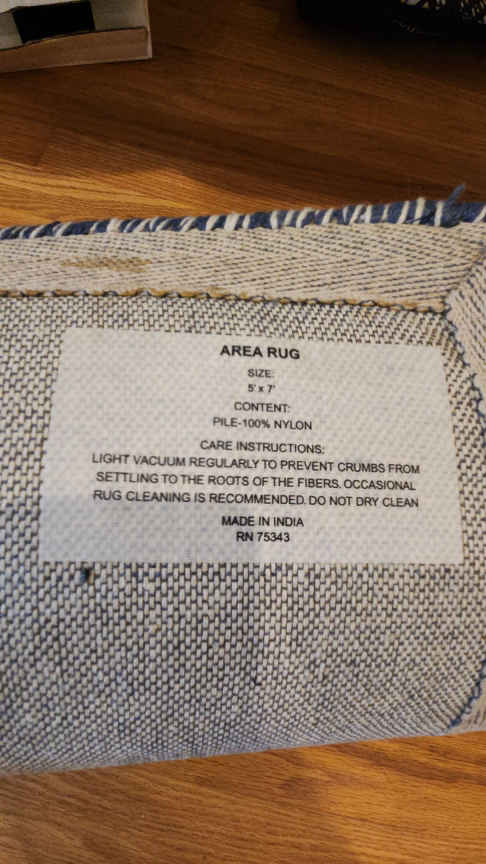 AREA RUG
SIZE:
5' x 7'
CONTENT:
PILE-100% NYLON
CARE INSTRUCTIONS:
LIGHT VACUUM REGULARLY TO PREVENT CRUMBS FROM
SETTLING TO THE ROOTS OF THE FIBERS. OCCASIONAL
RUG CLEANING IS RECOMMENDED. DO NOT DRY CLEAN
MADE IN INDIA
RN 75343